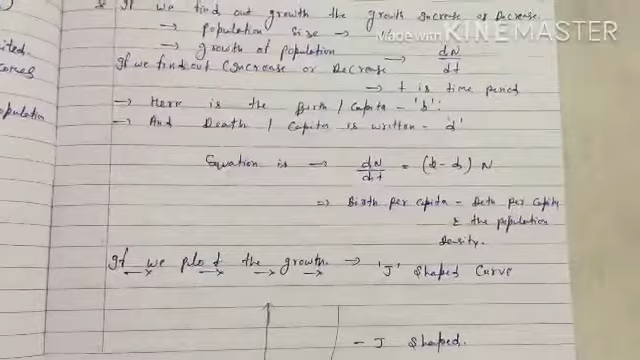 If we find out growth the growth Increase or Decrease
→ population size →
Made with KINEMASTER
→ growth of population → dN/dt
If we find out Increase or Decrease
→ t is time period
→ Here is the Birth / Capita - 'b'.
→ And Death / Capita is written - d'
ited.
opulation
Equation is → dN/dt = (b - d) N
⇒ Birth per capita - Deth per capita
& the population
density.
If we plot the growth. → 'J' Shaped Curve
- J Shaped.